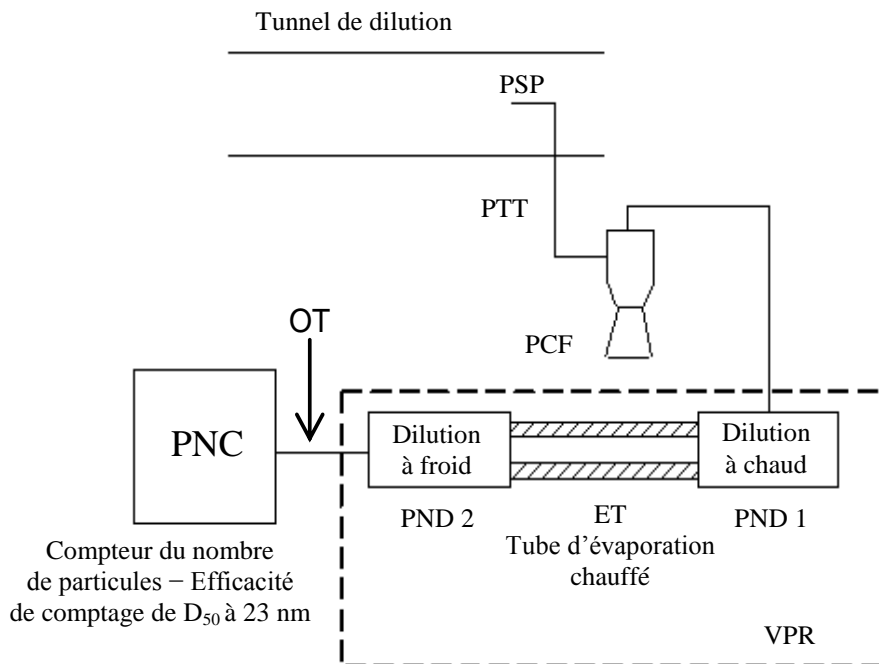 Tunnel de dilution
PSP
PTT
PCF
OT
PNC
Dilution
à froid
Dilution
à chaud
PND 2
ET
PND 1
Tube d’évaporation
chauffé
Compteur du nombre
de particules − Efficacité
de comptage de D₅₀ à 23 nm
VPR